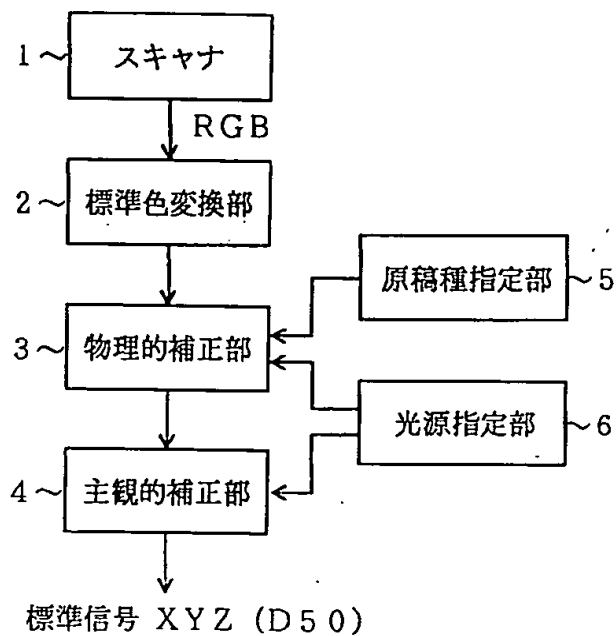 1～ スキャナ
RGB
2～ 標準色変換部
原稿種指定部 ～5
3～ 物理的補正部
光源指定部 ～6
4～ 主観的補正部
標準信号 XYZ (D50)